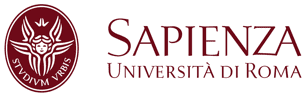 STVDIVM VRBIS
SAPIENZA
UNIVERSITÀ DI ROMA